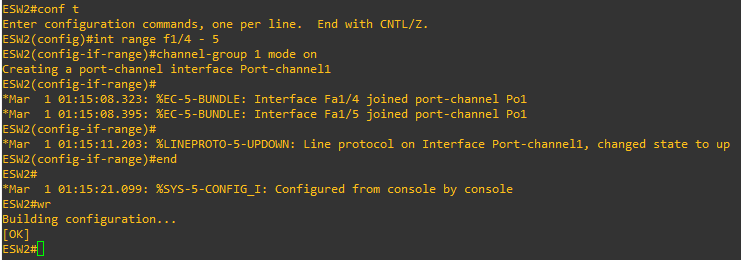 ESW2#conf t
Enter configuration commands, one per line.  End with CNTL/Z.
ESW2(config)#int range f1/4 - 5
ESW2(config-if-range)#channel-group 1 mode on
Creating a port-channel interface Port-channel1
ESW2(config-if-range)#
*Mar  1 01:15:08.323: %EC-5-BUNDLE: Interface Fa1/4 joined port-channel Po1
*Mar  1 01:15:08.395: %EC-5-BUNDLE: Interface Fa1/5 joined port-channel Po1
ESW2(config-if-range)#
*Mar  1 01:15:11.203: %LINEPROTO-5-UPDOWN: Line protocol on Interface Port-channel1, changed state to up
ESW2(config-if-range)#end
ESW2#
*Mar  1 01:15:21.099: %SYS-5-CONFIG_I: Configured from console by console
ESW2#wr
Building configuration...
[OK]
ESW2#